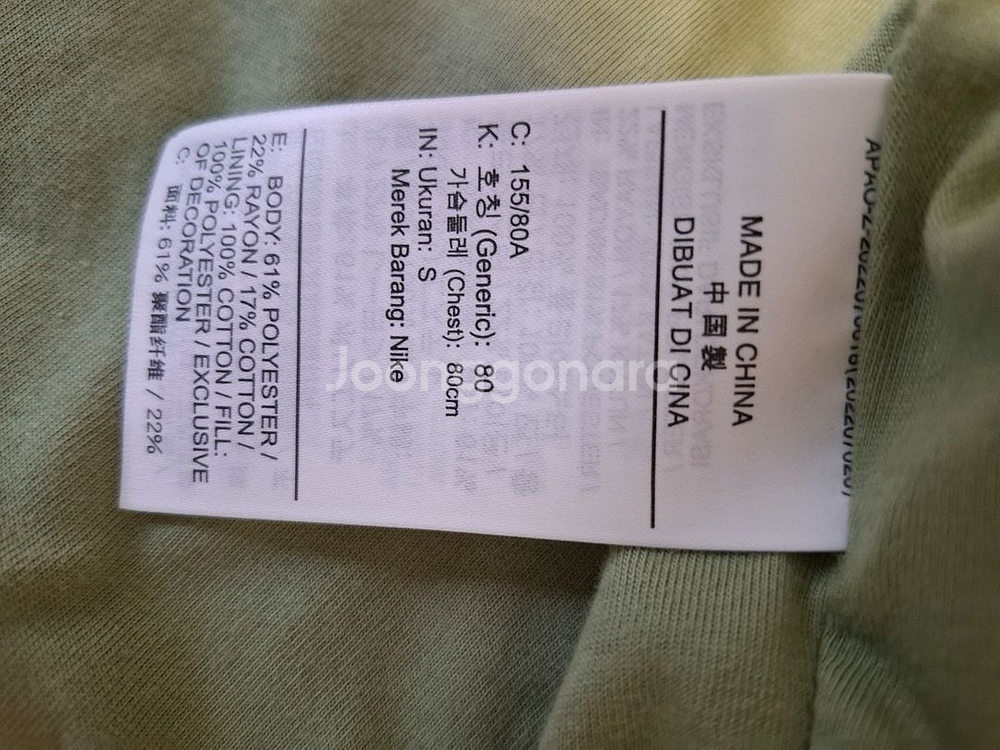 MADE IN CHINA
中国製
DIBUAT DI CINA
C: 155/80A
K: 호칭 (Generic): 80
가슴둘레 (Chest): 80cm
IN: Ukuran: S
Merek Barang: Nike
E: BODY: 61% POLYESTER /
22% RAYON / 17% COTTON /
LINING: 100% COTTON / FILL:
100% POLYESTER / EXCLUSIVE
OF DECORATION
C: 面料: 61% 聚酯纤维 / 22%
Joonggonara